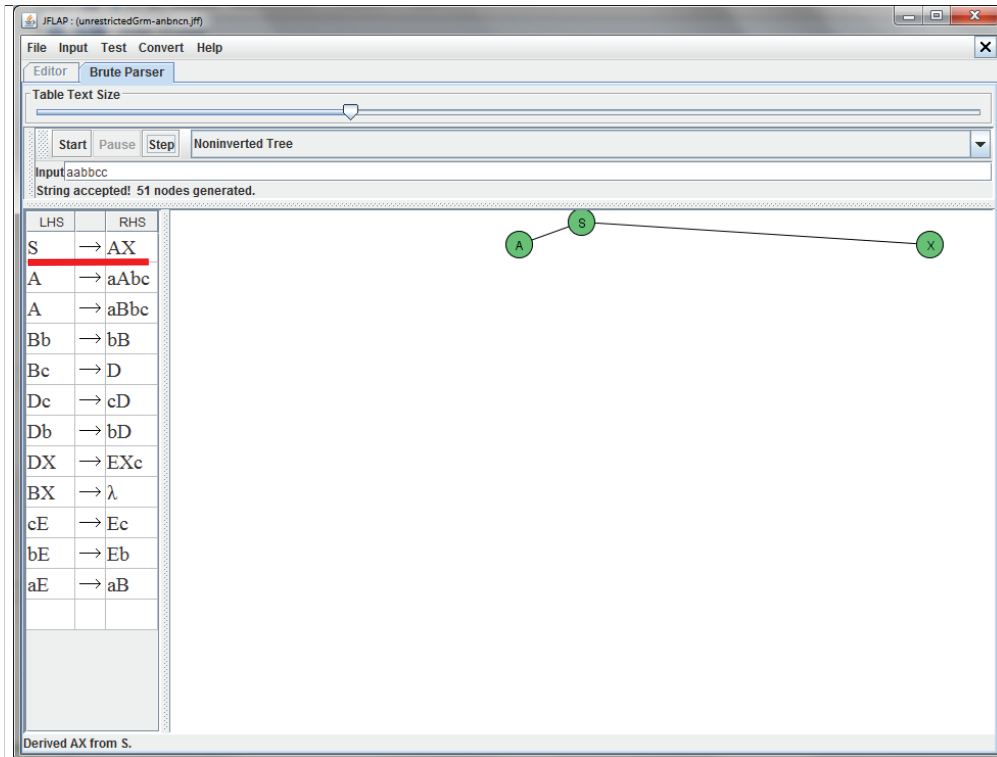 JFLAP : (unrestrictedGrm-anbncn.jff)
File Input Test Convert Help
Editor Brute Parser
Table Text Size
Start Pause Step Noninverted Tree
Input aabbcc
String accepted! 51 nodes generated.
LHS RHS
S → AX
A → aAbc
A → aBbc
Bb → bB
Bc → D
Dc → cD
Db → bD
DX → EXc
BX → λ
cE → Ec
bE → Eb
aE → aB
S
A X
Derived AX from S.